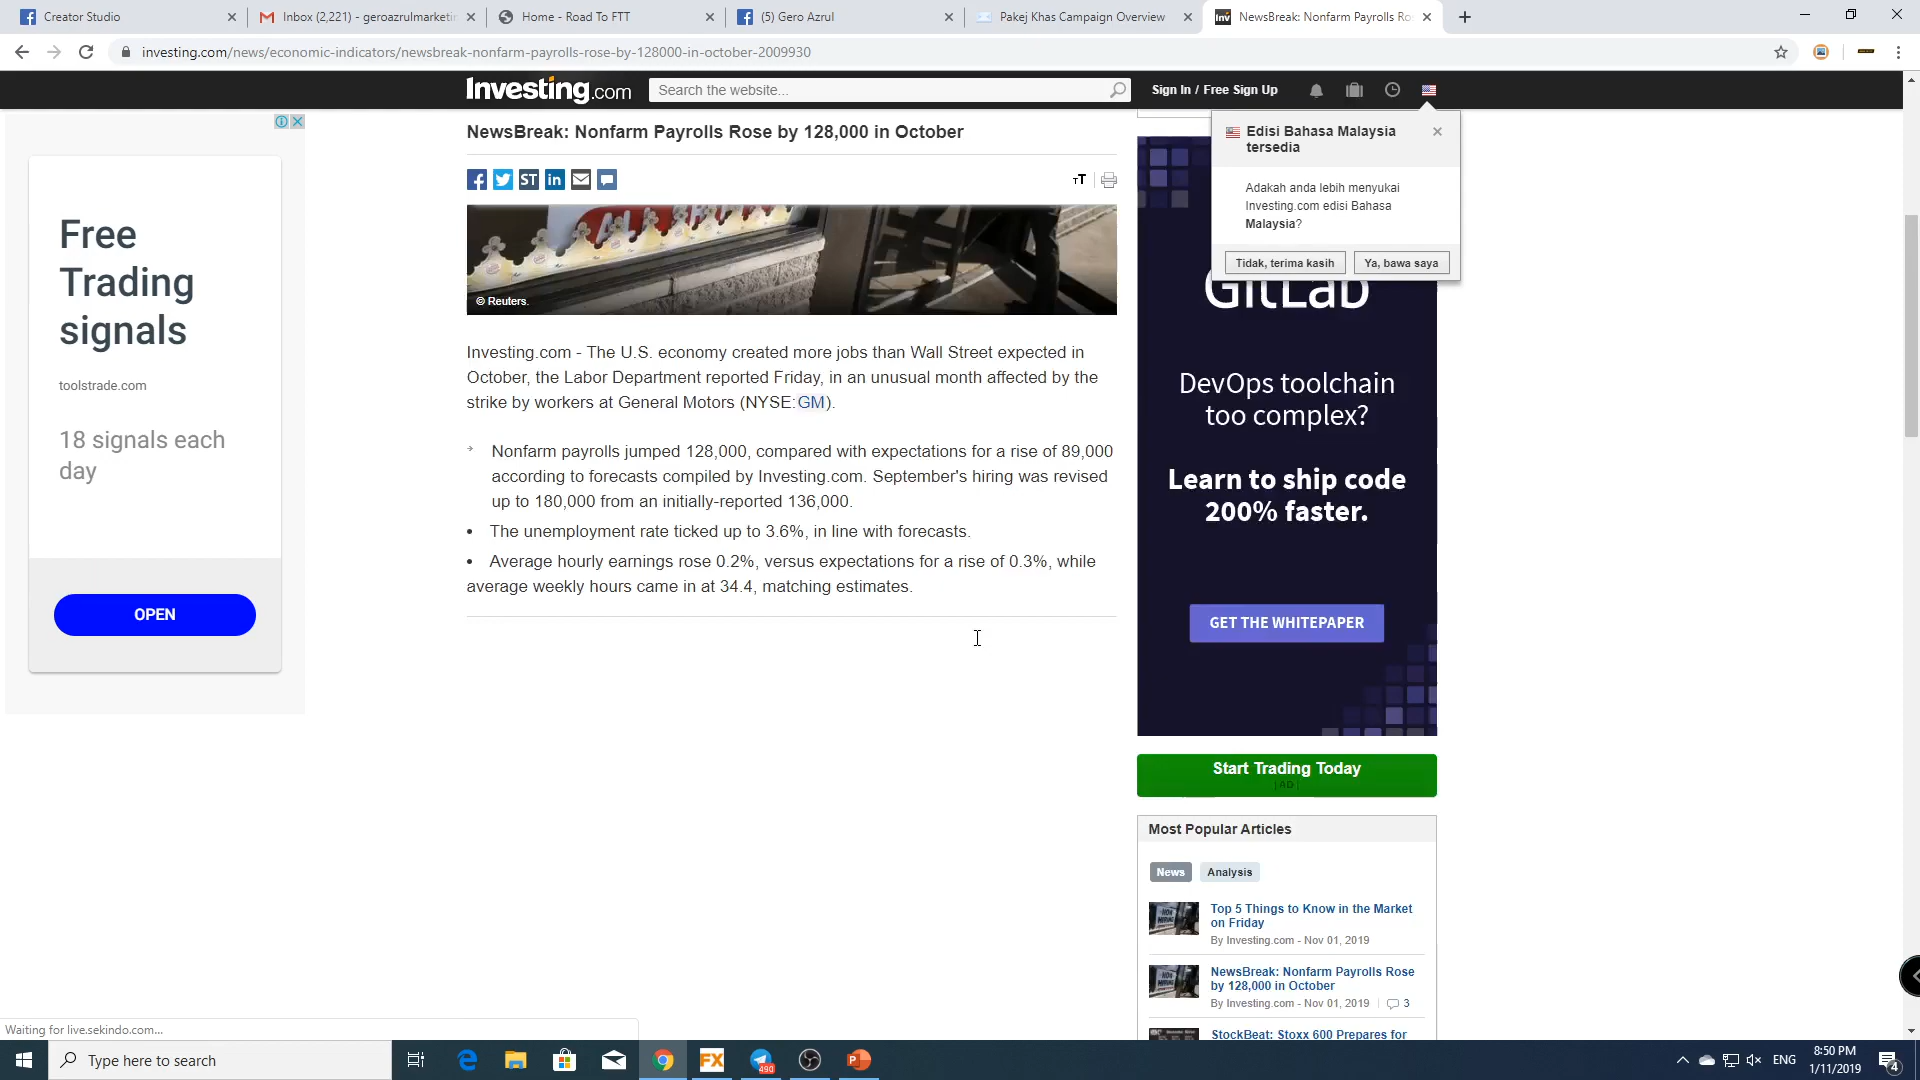 Creator Studio
Inbox (2,221) - geroazrulmarketin
Home - Road To FTT
(5) Gero Azrul
Pakej Khas Campaign Overview
NewsBreak: Nonfarm Payrolls Ro
investing.com/news/economic-indicators/newsbreak-nonfarm-payrolls-rose-by-128000-in-october-2009930
Investing.com
Search the website...
Sign In / Free Sign Up
NewsBreak: Nonfarm Payrolls Rose by 128,000 in October
ST
in
TT
© Reuters.
Investing.com - The U.S. economy created more jobs than Wall Street expected in
October, the Labor Department reported Friday, in an unusual month affected by the
strike by workers at General Motors (NYSE:GM).
Nonfarm payrolls jumped 128,000, compared with expectations for a rise of 89,000
according to forecasts compiled by Investing.com. September's hiring was revised
up to 180,000 from an initially-reported 136,000.
• The unemployment rate ticked up to 3.6%, in line with forecasts.
• Average hourly earnings rose 0.2%, versus expectations for a rise of 0.3%, while
average weekly hours came in at 34.4, matching estimates.
Free
Trading
signals
toolstrade.com
18 signals each
day
OPEN
Edisi Bahasa Malaysia
tersedia
Adakah anda lebih menyukai
Investing.com edisi Bahasa
Malaysia?
Tidak, terima kasih
Ya, bawa saya
GitLab
DevOps toolchain
too complex?
Learn to ship code
200% faster.
GET THE WHITEPAPER
Start Trading Today
| AD |
Most Popular Articles
News
Analysis
Top 5 Things to Know in the Market
on Friday
By Investing.com - Nov 01, 2019
NewsBreak: Nonfarm Payrolls Rose
by 128,000 in October
By Investing.com - Nov 01, 2019 | 3
StockBeat: Stoxx 600 Prepares for
Waiting for live.sekindo.com...
Type here to search
FX
490
ENG
8:50 PM
1/11/2019
4